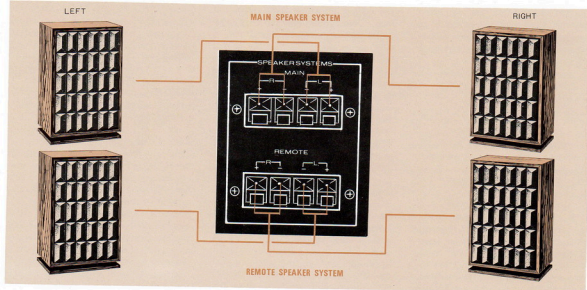 LEFT
MAIN SPEAKER SYSTEM
RIGHT
SPEAKER SYSTEMS
MAIN
R L
+ - - +
REMOTE
R L
+ - - +
REMOTE SPEAKER SYSTEM